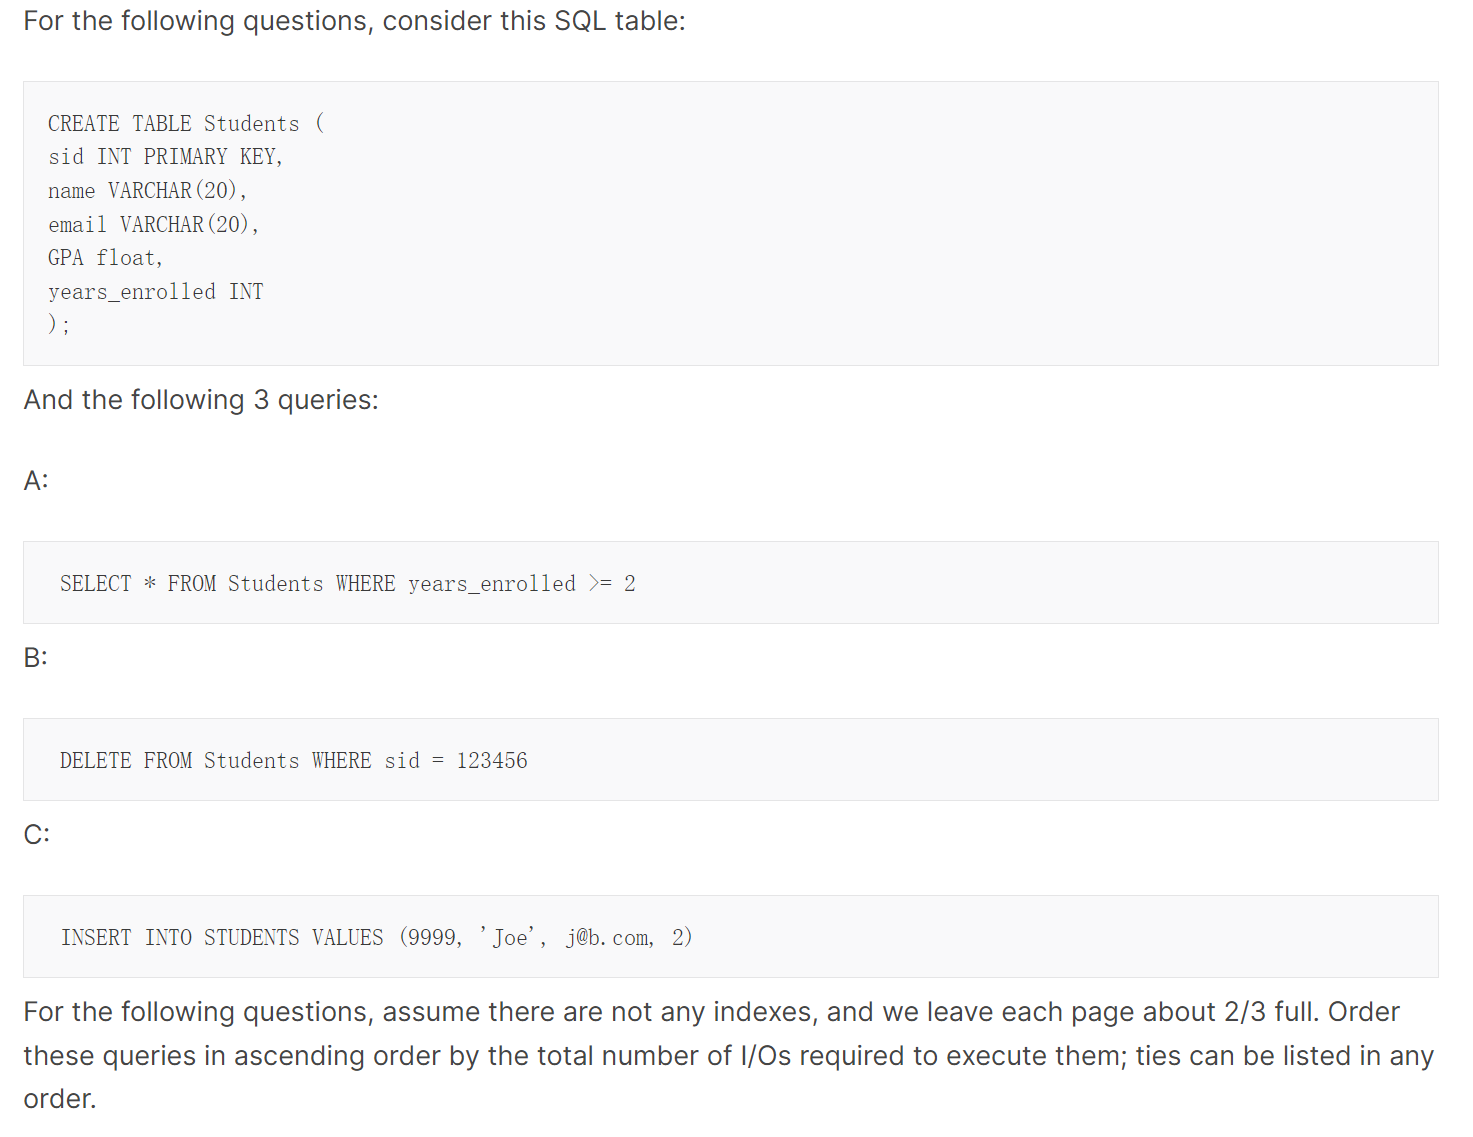 For the following questions, consider this SQL table:
CREATE TABLE Students (
sid INT PRIMARY KEY,
name VARCHAR(20),
email VARCHAR(20),
GPA float,
years_enrolled INT
);
And the following 3 queries:
A:
SELECT * FROM Students WHERE years_enrolled >= 2
B:
DELETE FROM Students WHERE sid = 123456
C:
INSERT INTO STUDENTS VALUES (9999, 'Joe', j@b.com, 2)
For the following questions, assume there are not any indexes, and we leave each page about 2/3 full. Order
these queries in ascending order by the total number of I/Os required to execute them; ties can be listed in any
order.